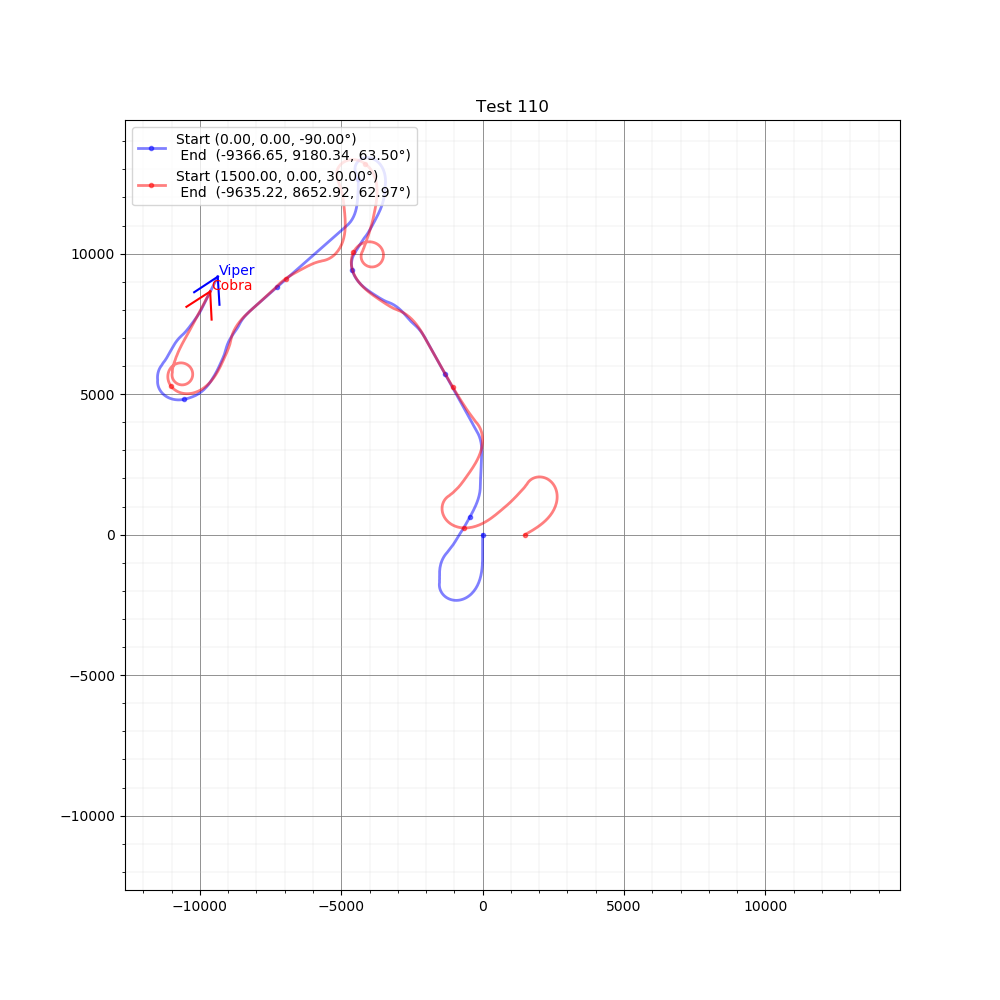 Test 110
Start (0.00, 0.00, -90.00°)
End  (-9366.65, 9180.34, 63.50°)
Start (1500.00, 0.00, 30.00°)
End  (-9635.22, 8652.92, 62.97°)
10000
Viper
Cobra
5000
0
−5000
−10000
−10000 −5000 0 5000 10000